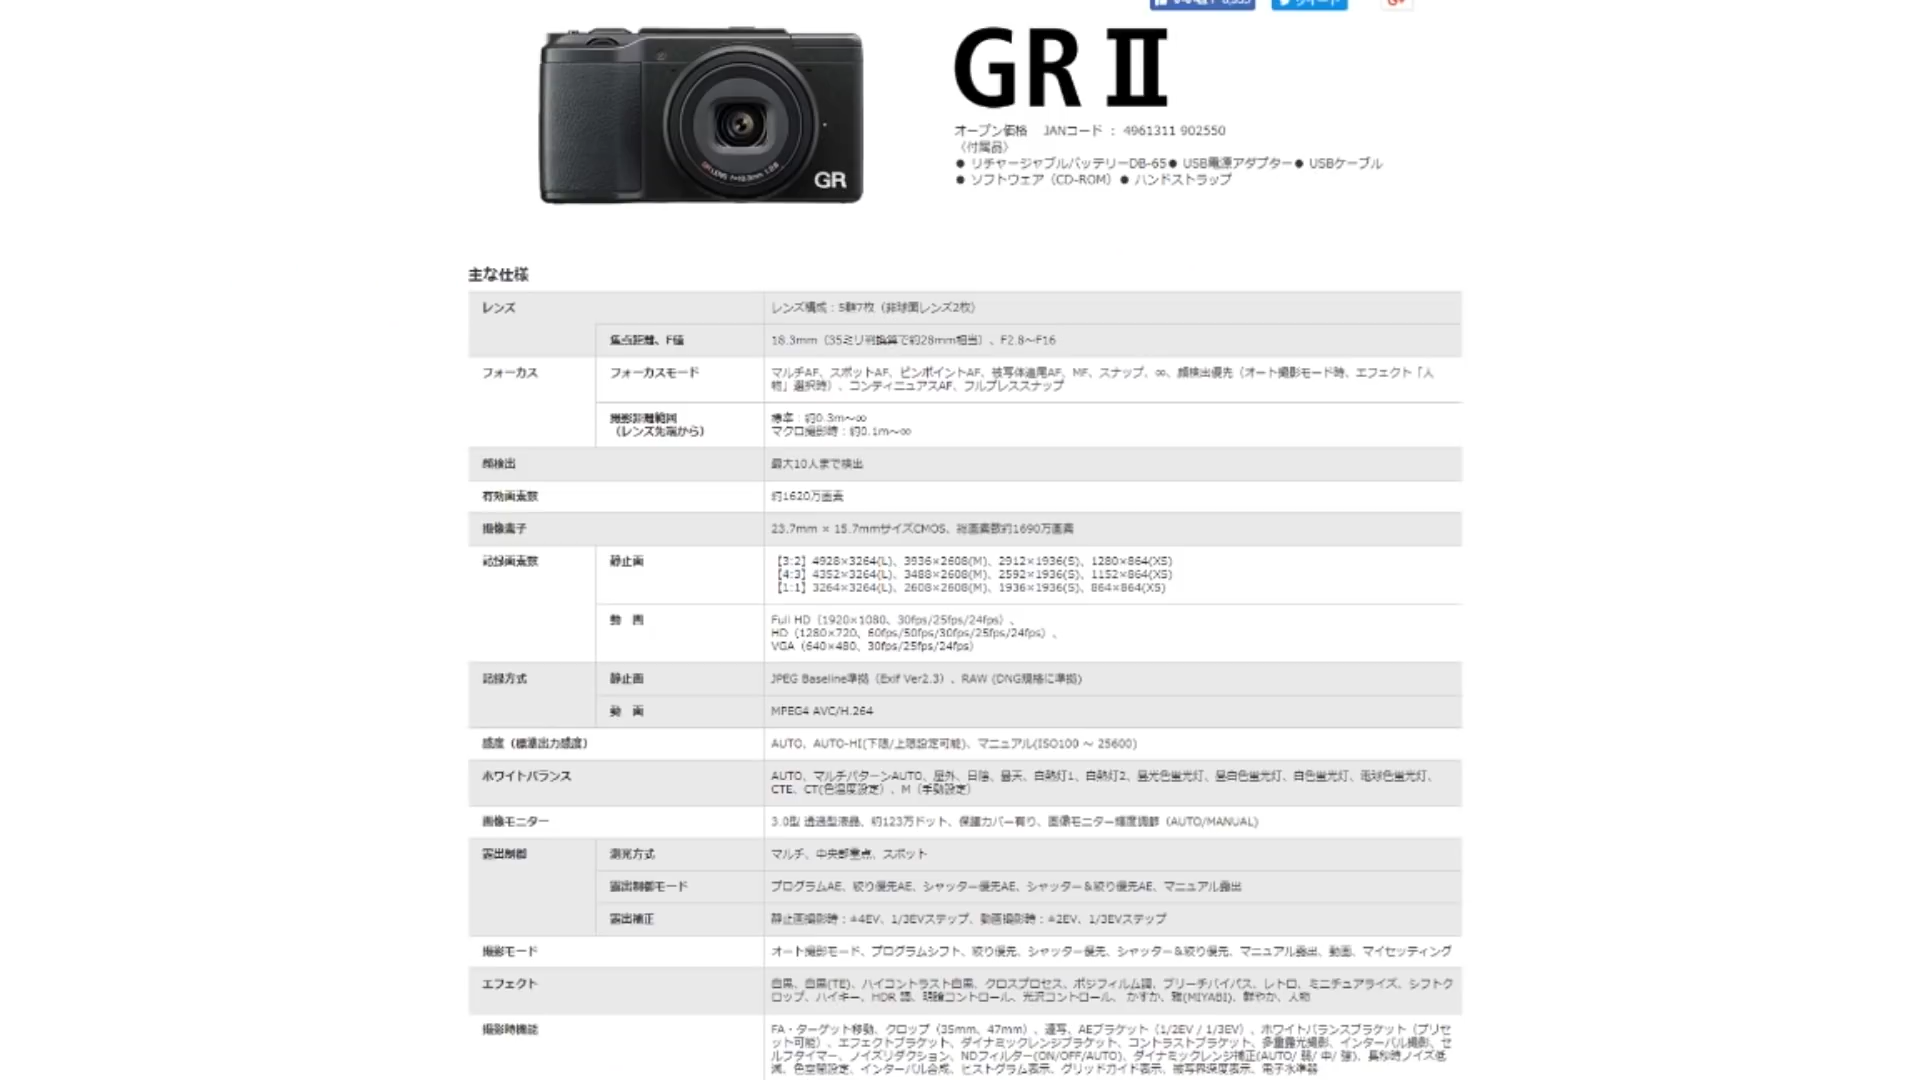 ツイート
GR II
オープン価格 JANコード : 4961311 902550
〈付属品〉
● リチャージャブルバッテリーDB-65● USB電源アダプター● USBケーブル
● ソフトウェア（CD-ROM）● ハンドストラップ
GR
GR LENS f=18.3mm 1:2.8
主な仕様
レンズ
レンズ構成：5群7枚（非球面レンズ2枚）
焦点距離、F値
18.3mm（35ミリ判換算で約28mm相当）、F2.8～F16
フォーカス
フォーカスモード
マルチAF、スポットAF、ピンポイントAF、被写体追尾AF、MF、スナップ、∞、顔検出優先（オート撮影モード時、エフェクト「人
物」選択時）、コンティニュアスAF、フルプレススナップ
撮影距離範囲
（レンズ先端から）
標準：約0.3m～∞
マクロ撮影時：約0.1m～∞
顔検出
最大10人まで検出
有効画素数
約1620万画素
撮像素子
23.7mm × 15.7mmサイズCMOS、総画素数約1690万画素
記録画素数
静止画
【3:2】4928×3264(L)、3936×2608(M)、2912×1936(S)、1280×864(XS)
【4:3】4352×3264(L)、3488×2608(M)、2592×1936(S)、1152×864(XS)
【1:1】3264×3264(L)、2608×2608(M)、1936×1936(S)、864×864(XS)
動　画
Full HD（1920×1080、30fps/25fps/24fps）、
HD（1280×720、60fps/50fps/30fps/25fps/24fps）、
VGA（640×480、30fps/25fps/24fps）
記録方式
静止画
JPEG Baseline準拠（Exif Ver2.3）、RAW (DNG規格に準拠)
動　画
MPEG4 AVC/H.264
感度（標準出力感度）
AUTO、AUTO-HI(下限/上限設定可能)、マニュアル(ISO100 ～ 25600)
ホワイトバランス
AUTO、マルチパターンAUTO、屋外、日陰、曇天、白熱灯1、白熱灯2、昼光色蛍光灯、昼白色蛍光灯、白色蛍光灯、電球色蛍光灯、
CTE、CT(色温度設定）、M（手動設定）
画像モニター
3.0型 透過型液晶、約123万ドット、保護カバー有り、画像モニター輝度調節（AUTO/MANUAL)
露出制御
測光方式
マルチ、中央部重点、スポット
露出制御モード
プログラムAE、絞り優先AE、シャッター優先AE、シャッター＆絞り優先AE、マニュアル露出
露出補正
静止画撮影時：±4EV、1/3EVステップ、動画撮影時：±2EV、1/3EVステップ
撮影モード
オート撮影モード、プログラムシフト、絞り優先、シャッター優先、シャッター＆絞り優先、マニュアル露出、動画、マイセッティング
エフェクト
白黒、白黒(TE)、ハイコントラスト白黒、クロスプロセス、ポジフィルム調、ブリーチバイパス、レトロ、ミニチュアライズ、シフトク
ロップ、ハイキー、HDR 調、明瞭コントロール、光沢コントロール、かすか、雅(MIYABI)、鮮やか、人物
撮影時機能
FA・ターゲット移動、クロップ（35mm、47mm）、連写、AEブラケット（1/2EV / 1/3EV）、ホワイトバランスブラケット（プリセ
ット可能）、エフェクトブラケット、ダイナミックレンジブラケット、コントラストブラケット、多重露光撮影、インターバル撮影、セ
ルフタイマー、ノイズリダクション、NDフィルター(ON/OFF/AUTO)、ダイナミックレンジ補正(AUTO/ 弱/ 中/ 強)、長秒時ノイズ低
減、色空間設定、インターバル合成、ヒストグラム表示、グリッドガイド表示、被写界深度表示、電子水準器